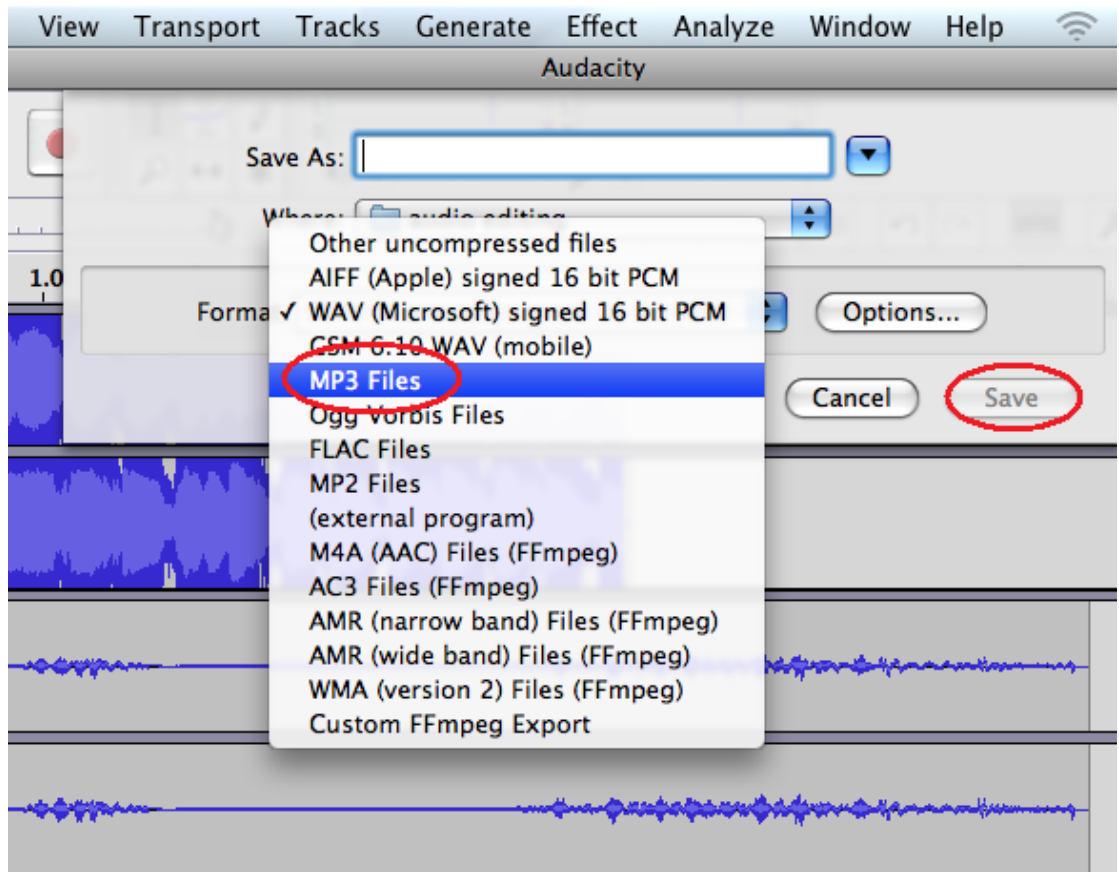 View Transport Tracks Generate Effect Analyze Window Help
Audacity
Save As:
Where: audio editing
1.0
Forma
Other uncompressed files
AIFF (Apple) signed 16 bit PCM
✓ WAV (Microsoft) signed 16 bit PCM
GSM 6.10 WAV (mobile)
MP3 Files
Ogg Vorbis Files
FLAC Files
MP2 Files
(external program)
M4A (AAC) Files (FFmpeg)
AC3 Files (FFmpeg)
AMR (narrow band) Files (FFmpeg)
AMR (wide band) Files (FFmpeg)
WMA (version 2) Files (FFmpeg)
Custom FFmpeg Export
Options...
Cancel Save